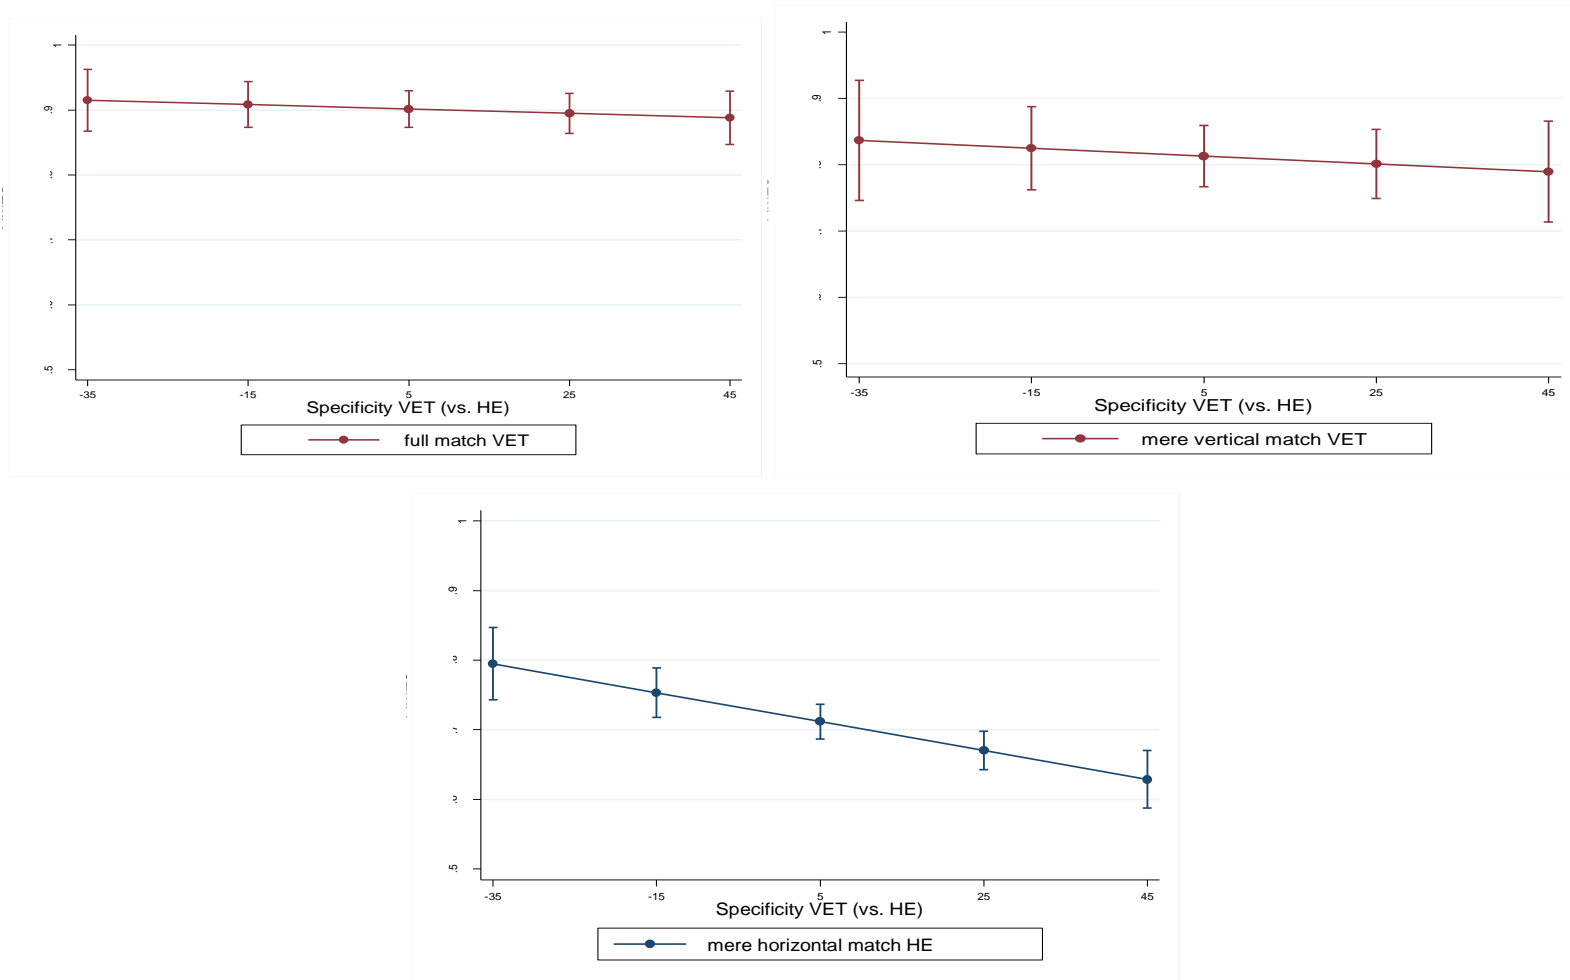 1
.9
.5
-35 -15 5 25 45
Specificity VET (vs. HE)
full match VET
1
.9
.5
-35 -15 5 25 45
Specificity VET (vs. HE)
mere vertical match VET
1
.9
.5
-35 -15 5 25 45
Specificity VET (vs. HE)
mere horizontal match HE